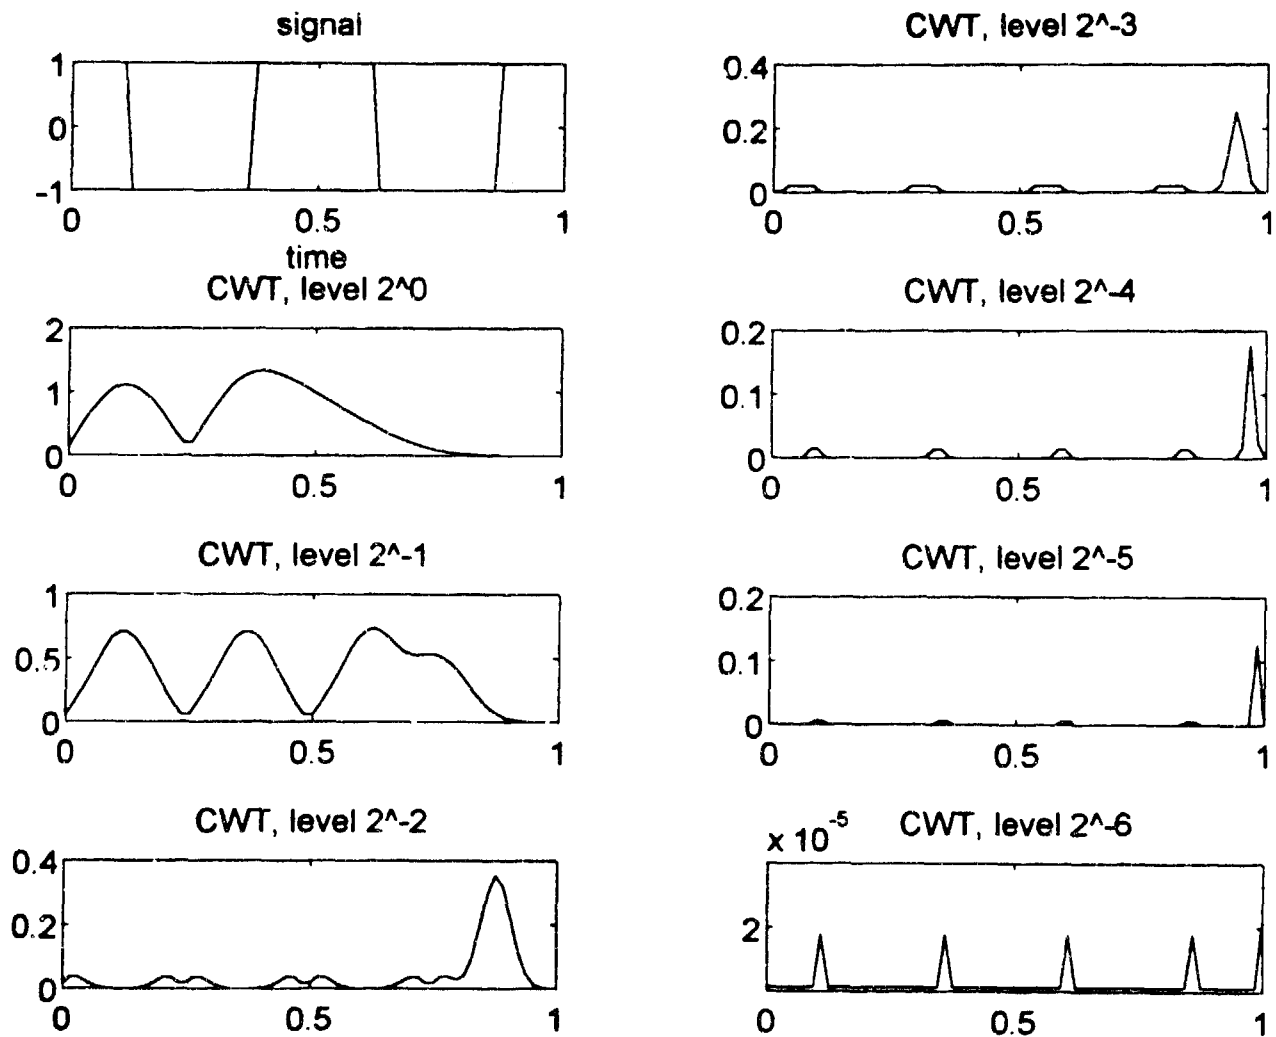 signal
1
0
-1
0 0.5 1
time
CWT, level 2^0
2
1
0
0 0.5 1
CWT, level 2^-1
1
0.5
0
0 0.5 1
CWT, level 2^-2
0.4
0.2
0
0 0.5 1
CWT, level 2^-3
0.4
0.2
0
0 0.5 1
CWT, level 2^-4
0.2
0.1
0
0 0.5 1
CWT, level 2^-5
0.2
0.1
0
0 0.5 1
x 10^-5 CWT, level 2^-6
2
0 0.5 1